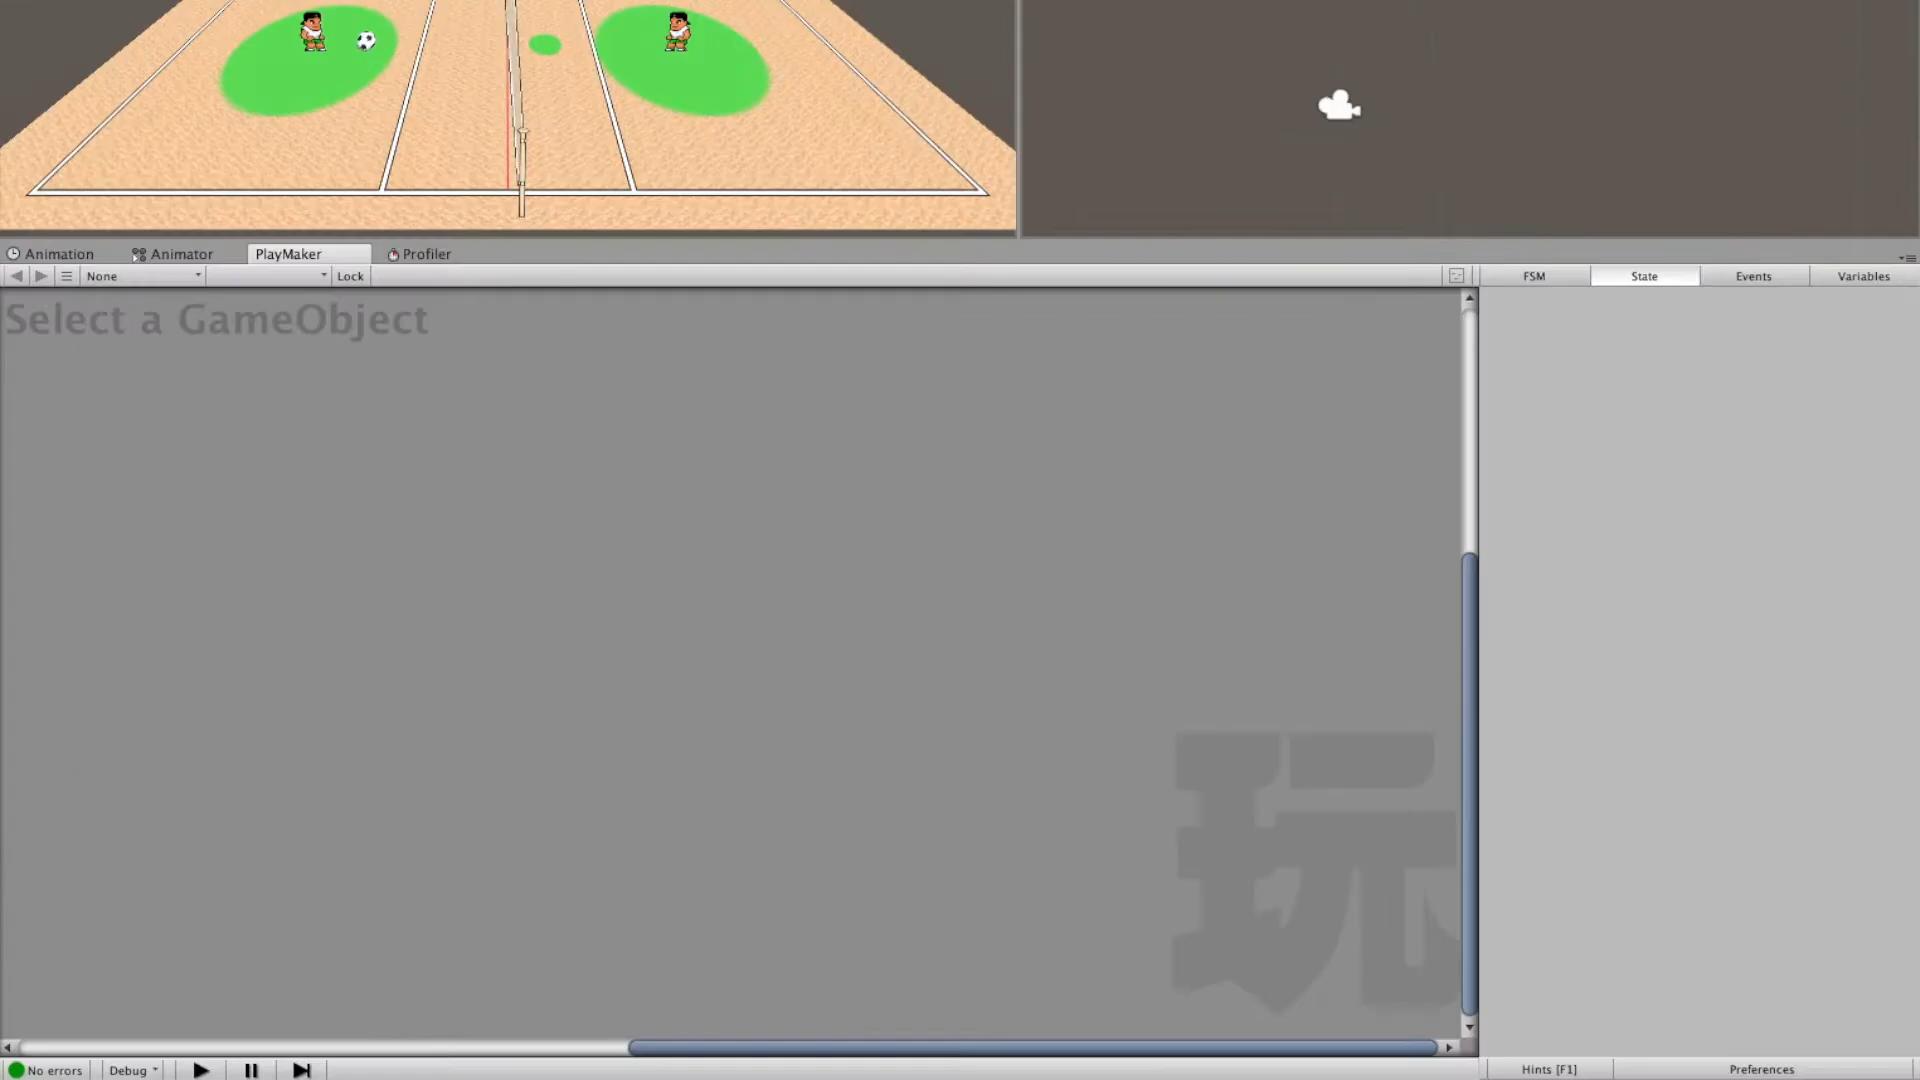 Animation Animator PlayMaker Profiler
None Lock FSM State Events Variables
Select a GameObject
玩
No errors Debug Hints [F1] Preferences